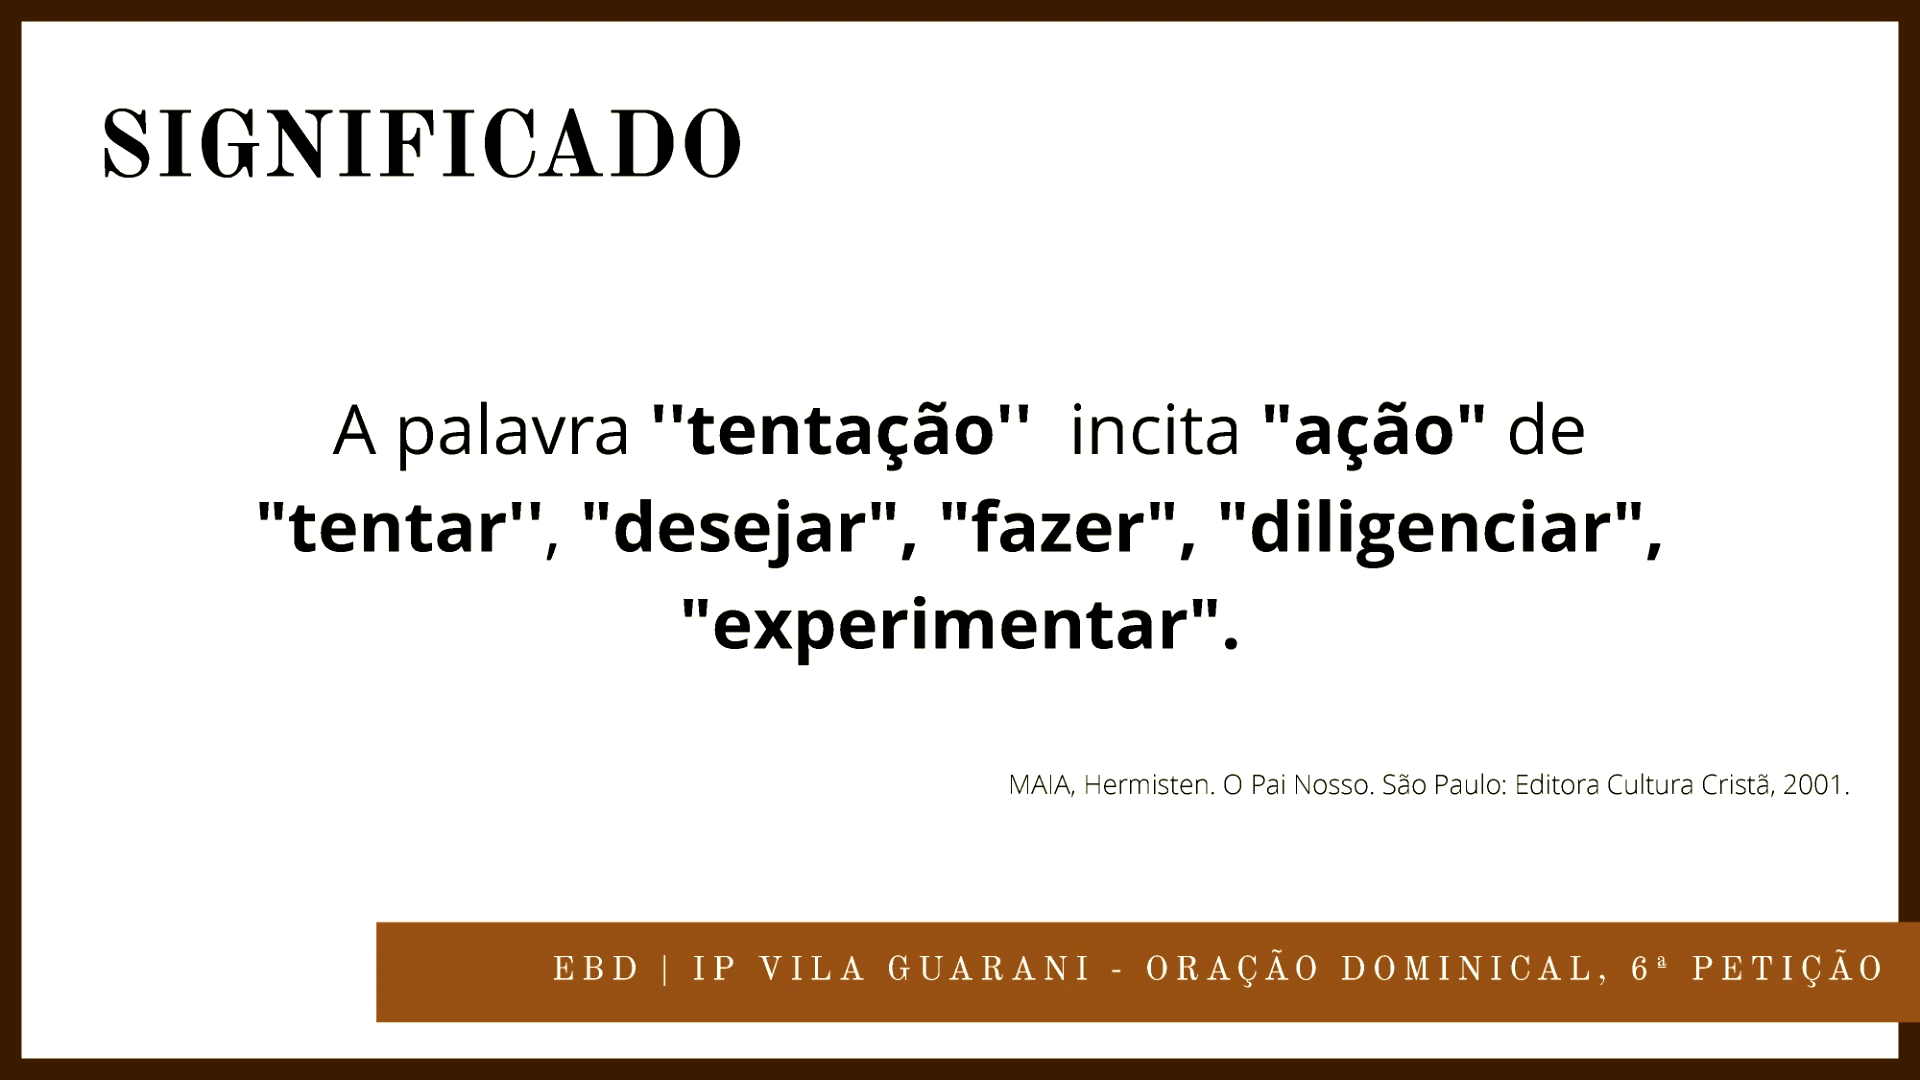 SIGNIFICADO
A palavra ''tentação''  incita "ação" de
"tentar'', "desejar", "fazer", "diligenciar",
"experimentar".
MAIA, Hermisten. O Pai Nosso. São Paulo: Editora Cultura Cristã, 2001.
EBD | IP VILA GUARANI - ORAÇÃO DOMINICAL, 6ª PETIÇÃO